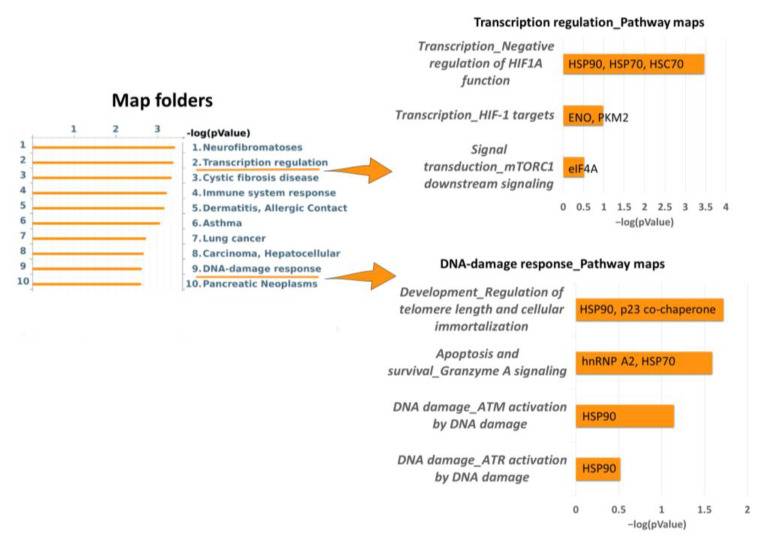 Map folders
1 2 3 -log(pValue)
1 1. Neurofibromatoses
2 2. Transcription regulation
3 3. Cystic fibrosis disease
4 4. Immune system response
5 5. Dermatitis, Allergic Contact
6 6. Asthma
7 7. Lung cancer
8 8. Carcinoma, Hepatocellular
9 9. DNA-damage response
10 10. Pancreatic Neoplasms
Transcription regulation_Pathway maps
Transcription_Negative
regulation of HIF1A
function
HSP90, HSP70, HSC70
Transcription_HIF-1 targets
ENO, PKM2
Signal
transduction_mTORC1
downstream signaling
eIF4A
0 0.5 1 1.5 2 2.5 3 3.5 4
−log(pValue)
DNA-damage response_Pathway maps
Development_Regulation of
telomere length and cellular
immortalization
HSP90, p23 co-chaperone
Apoptosis and
survival_Granzyme A signaling
hnRNP A2, HSP70
DNA damage_ATM activation
by DNA damage
HSP90
DNA damage_ATR activation
by DNA damage
HSP90
0 0.5 1 1.5 2
−log(pValue)